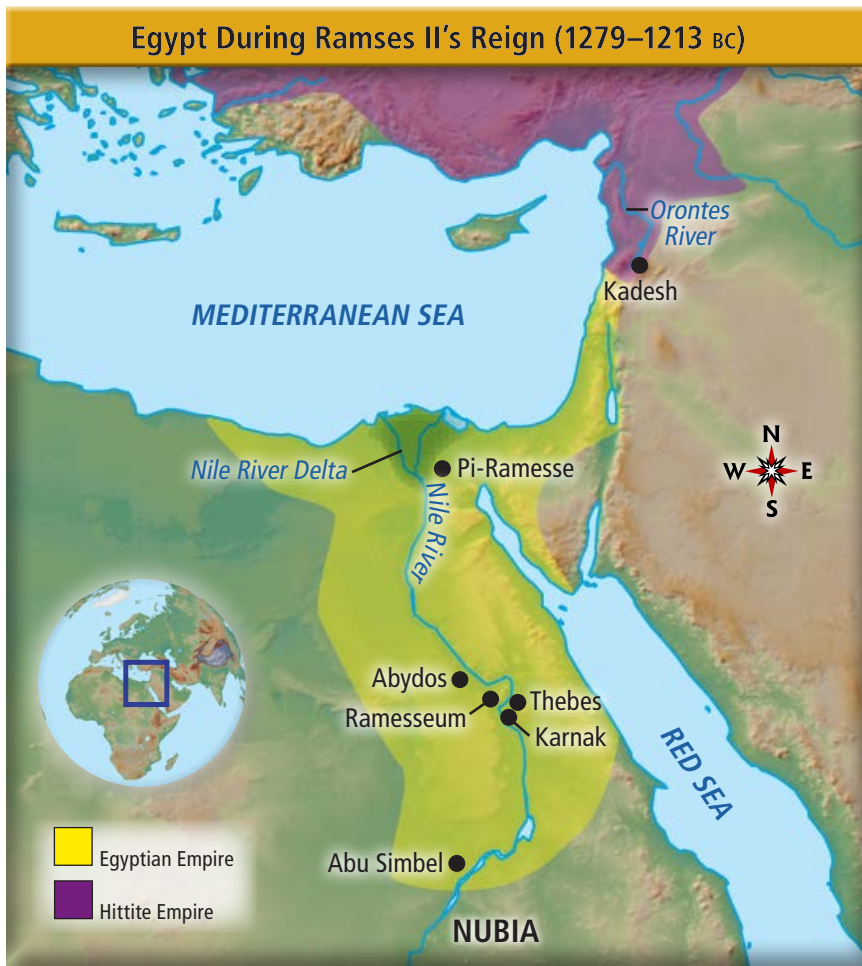 Egypt During Ramses II's Reign (1279–1213 BC)
Orontes
River
Kadesh
MEDITERRANEAN SEA
N
W E
S
Nile River Delta
Pi-Ramesse
Nile River
Abydos
Ramesseum
Thebes
Karnak
RED SEA
Egyptian Empire
Abu Simbel
Hittite Empire
NUBIA